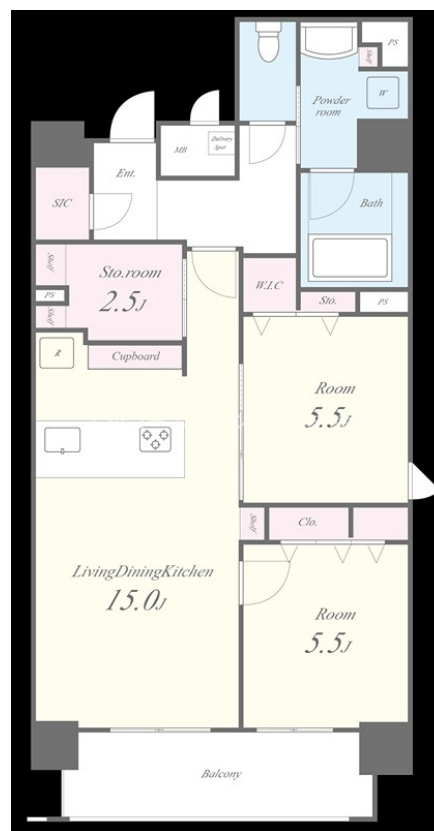 PS
Shelf
Powder
room
W
Delivery
Spot
MB
Ent.
SIC
Bath
Shelf
Sto.room
2.5J
W.I.C
Sto.
PS
PS
Shelf
R
Cupboard
Room
5.5J
Shelf
Clo.
LivingDiningKitchen
15.0J
Room
5.5J
Balcony